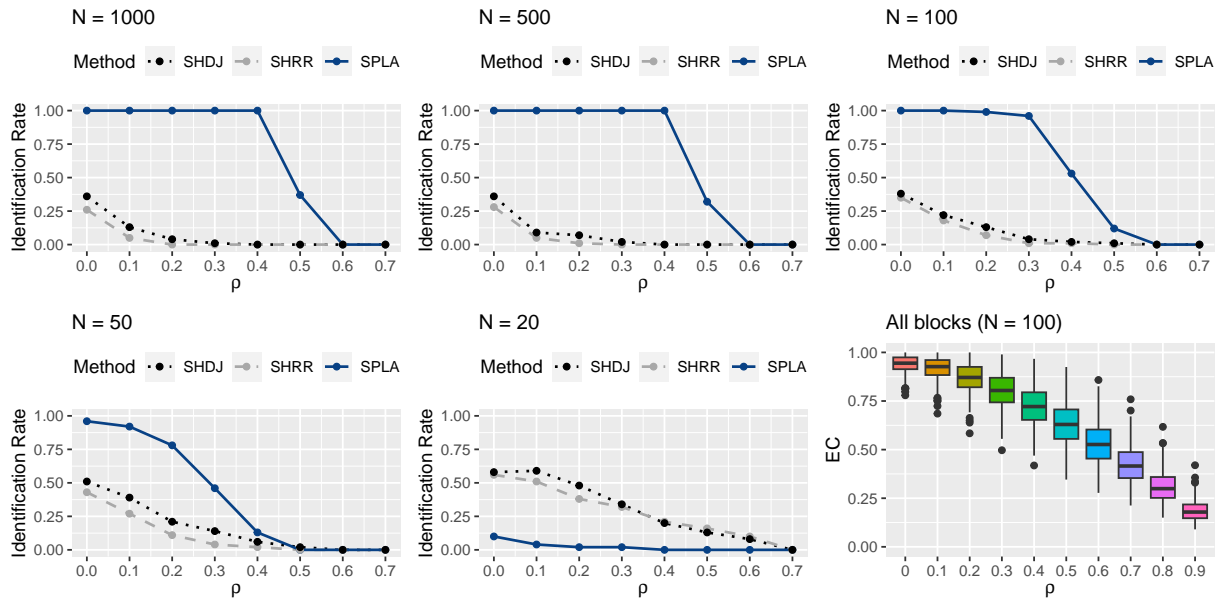 N = 1000
Method SHDJ SHRR SPLA
Identification Rate
1.00
0.75
0.50
0.25
0.00
0.0 0.1 0.2 0.3 0.4 0.5 0.6 0.7
ρ
N = 500
Method SHDJ SHRR SPLA
Identification Rate
1.00
0.75
0.50
0.25
0.00
0.0 0.1 0.2 0.3 0.4 0.5 0.6 0.7
ρ
N = 100
Method SHDJ SHRR SPLA
Identification Rate
1.00
0.75
0.50
0.25
0.00
0.0 0.1 0.2 0.3 0.4 0.5 0.6 0.7
ρ
N = 50
Method SHDJ SHRR SPLA
Identification Rate
1.00
0.75
0.50
0.25
0.00
0.0 0.1 0.2 0.3 0.4 0.5 0.6 0.7
ρ
N = 20
Method SHDJ SHRR SPLA
Identification Rate
1.00
0.75
0.50
0.25
0.00
0.0 0.1 0.2 0.3 0.4 0.5 0.6 0.7
ρ
All blocks (N = 100)
EC
1.00
0.75
0.50
0.25
0.00
0 0.1 0.2 0.3 0.4 0.5 0.6 0.7 0.8 0.9
ρ